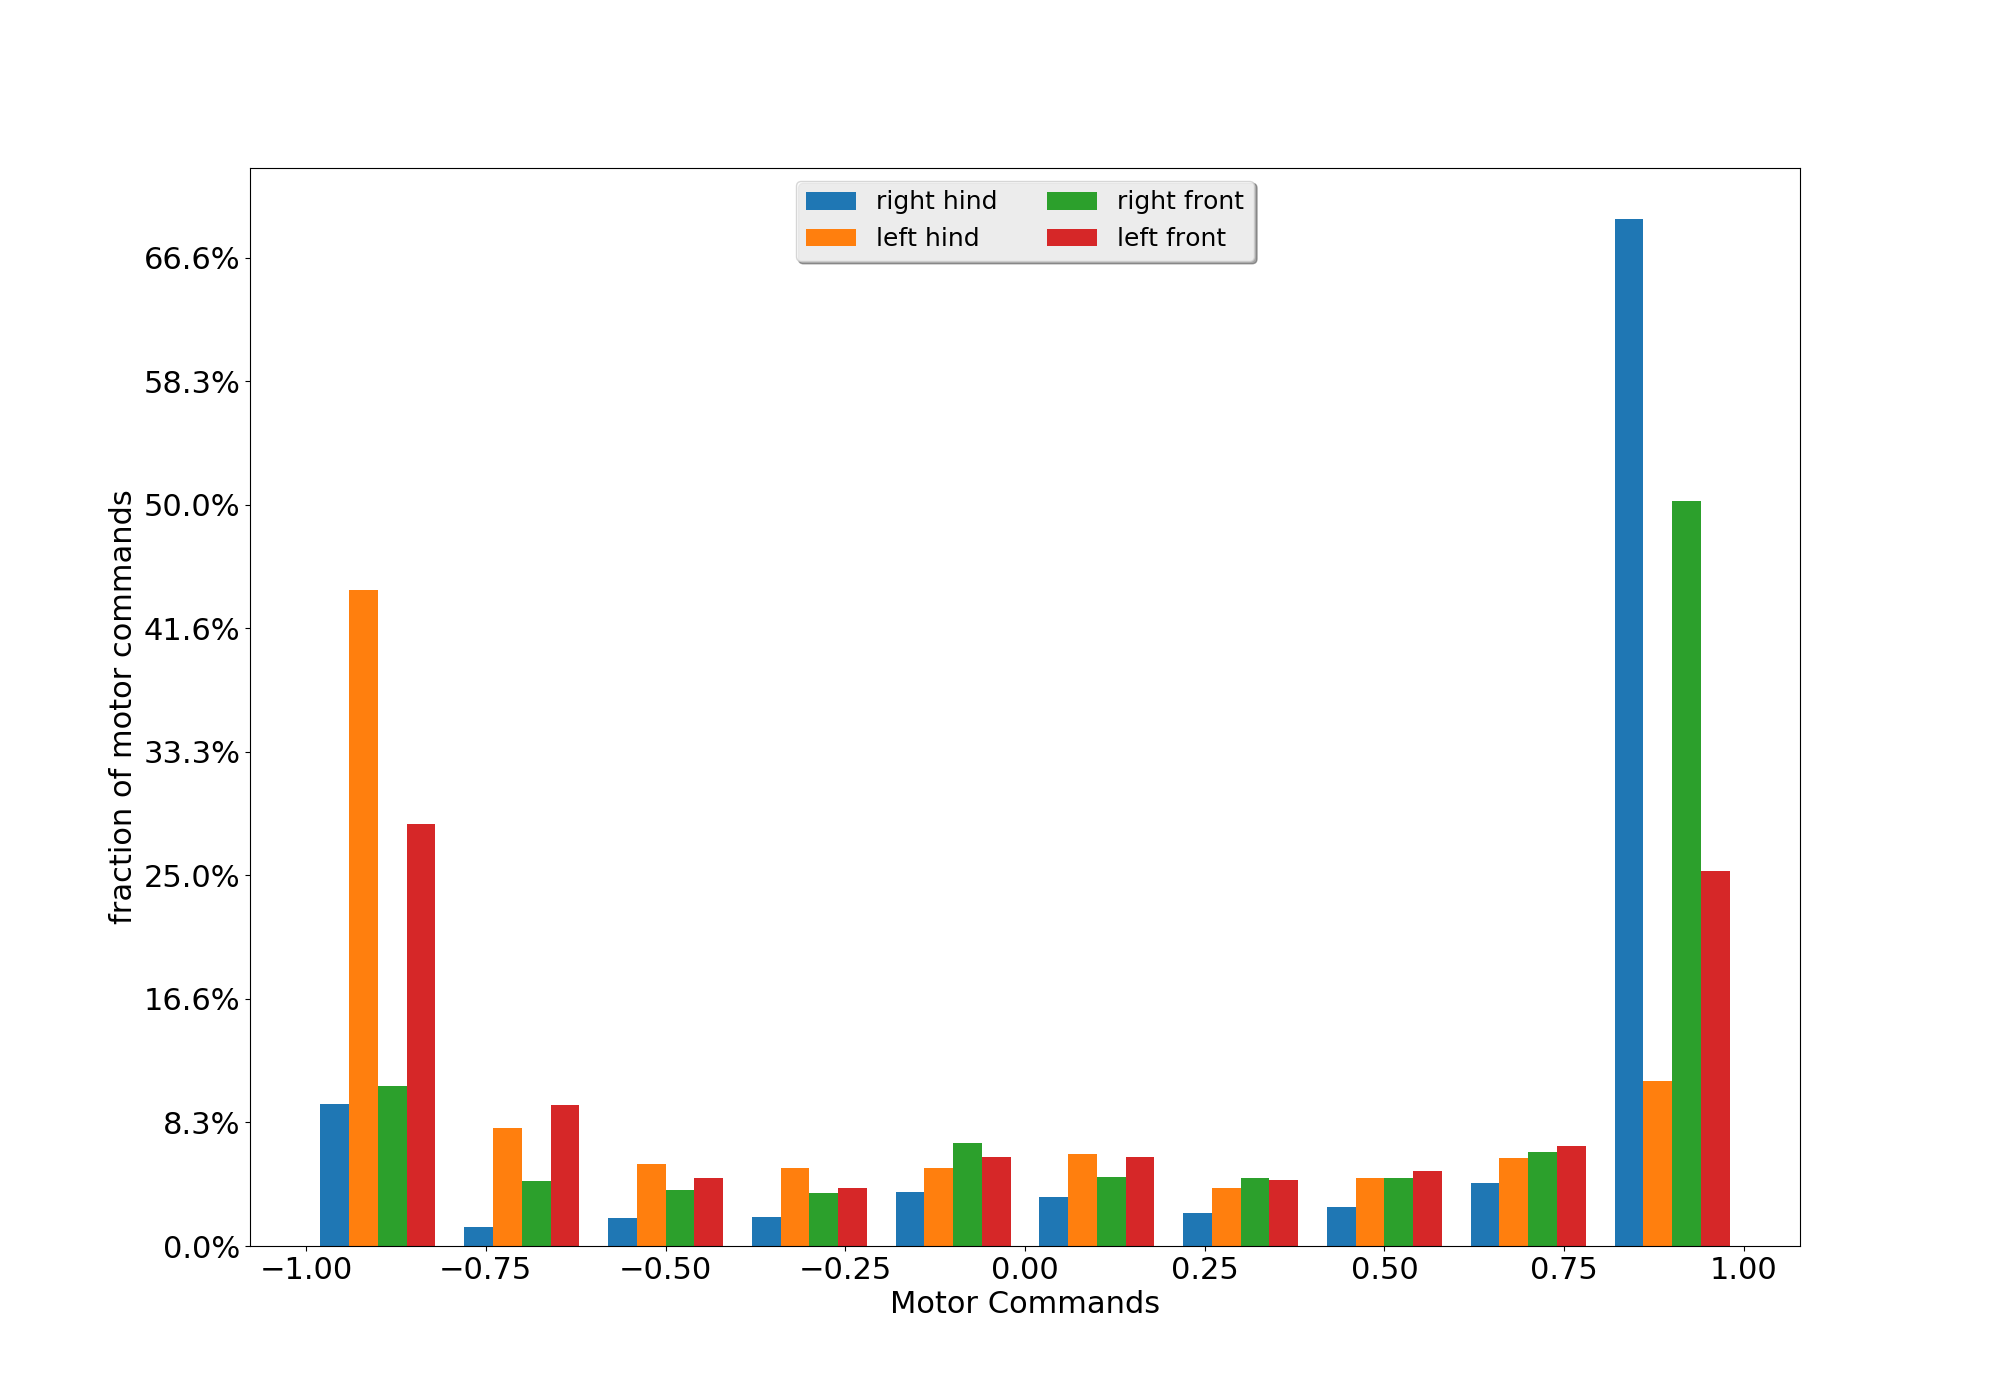 right hind
left hind
right front
left front
fraction of motor commands
66.6%
58.3%
50.0%
41.6%
33.3%
25.0%
16.6%
8.3%
0.0%
−1.00 −0.75 −0.50 −0.25 0.00 0.25 0.50 0.75 1.00
Motor Commands